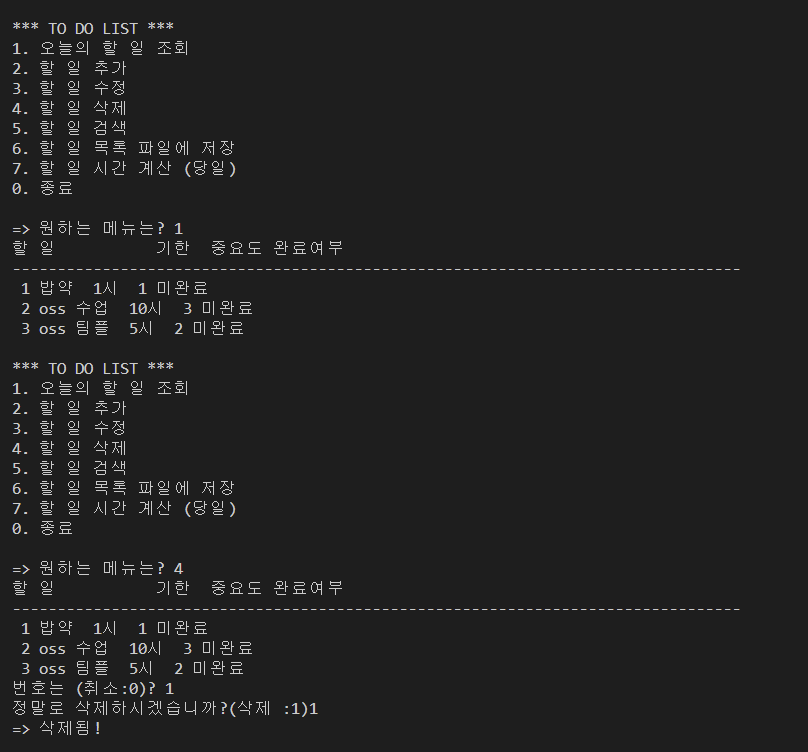 *** TO DO LIST ***
1. 오늘의 할 일 조회
2. 할 일 추가
3. 할 일 수정
4. 할 일 삭제
5. 할 일 검색
6. 할 일 목록 파일에 저장
7. 할 일 시간 계산 (당일)
0. 종료
=> 원하는 메뉴는? 1
할 일           기한  중요도 완료여부
---------------------------------------------------------------------------------
 1 밥약  1시  1 미완료
 2 oss 수업  10시  3 미완료
 3 oss 팀플  5시  2 미완료
*** TO DO LIST ***
1. 오늘의 할 일 조회
2. 할 일 추가
3. 할 일 수정
4. 할 일 삭제
5. 할 일 검색
6. 할 일 목록 파일에 저장
7. 할 일 시간 계산 (당일)
0. 종료
=> 원하는 메뉴는? 4
할 일           기한  중요도 완료여부
---------------------------------------------------------------------------------
 1 밥약  1시  1 미완료
 2 oss 수업  10시  3 미완료
 3 oss 팀플  5시  2 미완료
번호는 (취소:0)? 1
정말로 삭제하시겠습니까?(삭제 :1)1
=> 삭제됨!